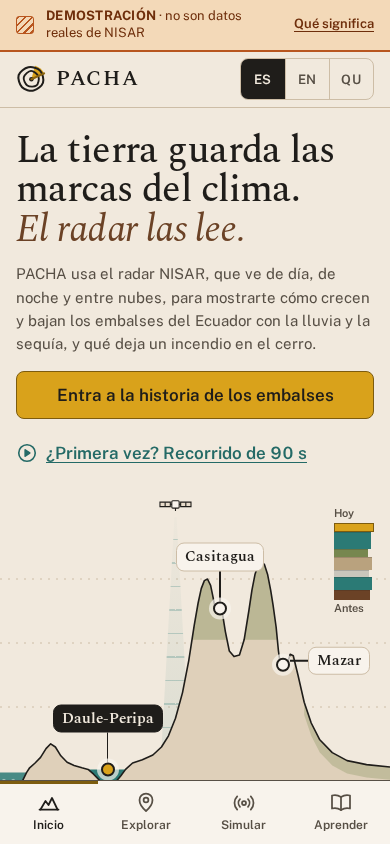 DEMOSTRACIÓN · no son datos
reales de NISAR
Qué significa
PACHA
ES
EN
QU
La tierra guarda las
marcas del clima.
El radar las lee.
PACHA usa el radar NISAR, que ve de día, de
noche y entre nubes, para mostrarte cómo crecen
y bajan los embalses del Ecuador con la lluvia y la
sequía, y qué deja un incendio en el cerro.
Entra a la historia de los embalses
¿Primera vez? Recorrido de 90 s
Hoy
Casitagua
Antes
Mazar
Daule-Peripa
Inicio
Explorar
Simular
Aprender